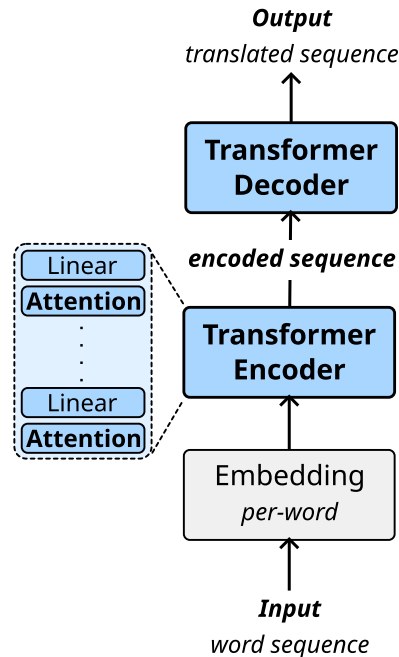 Output
translated sequence
Transformer
Decoder
encoded sequence
Linear
Attention
Transformer
Encoder
Linear
Attention
Embedding
per-word
Input
word sequence